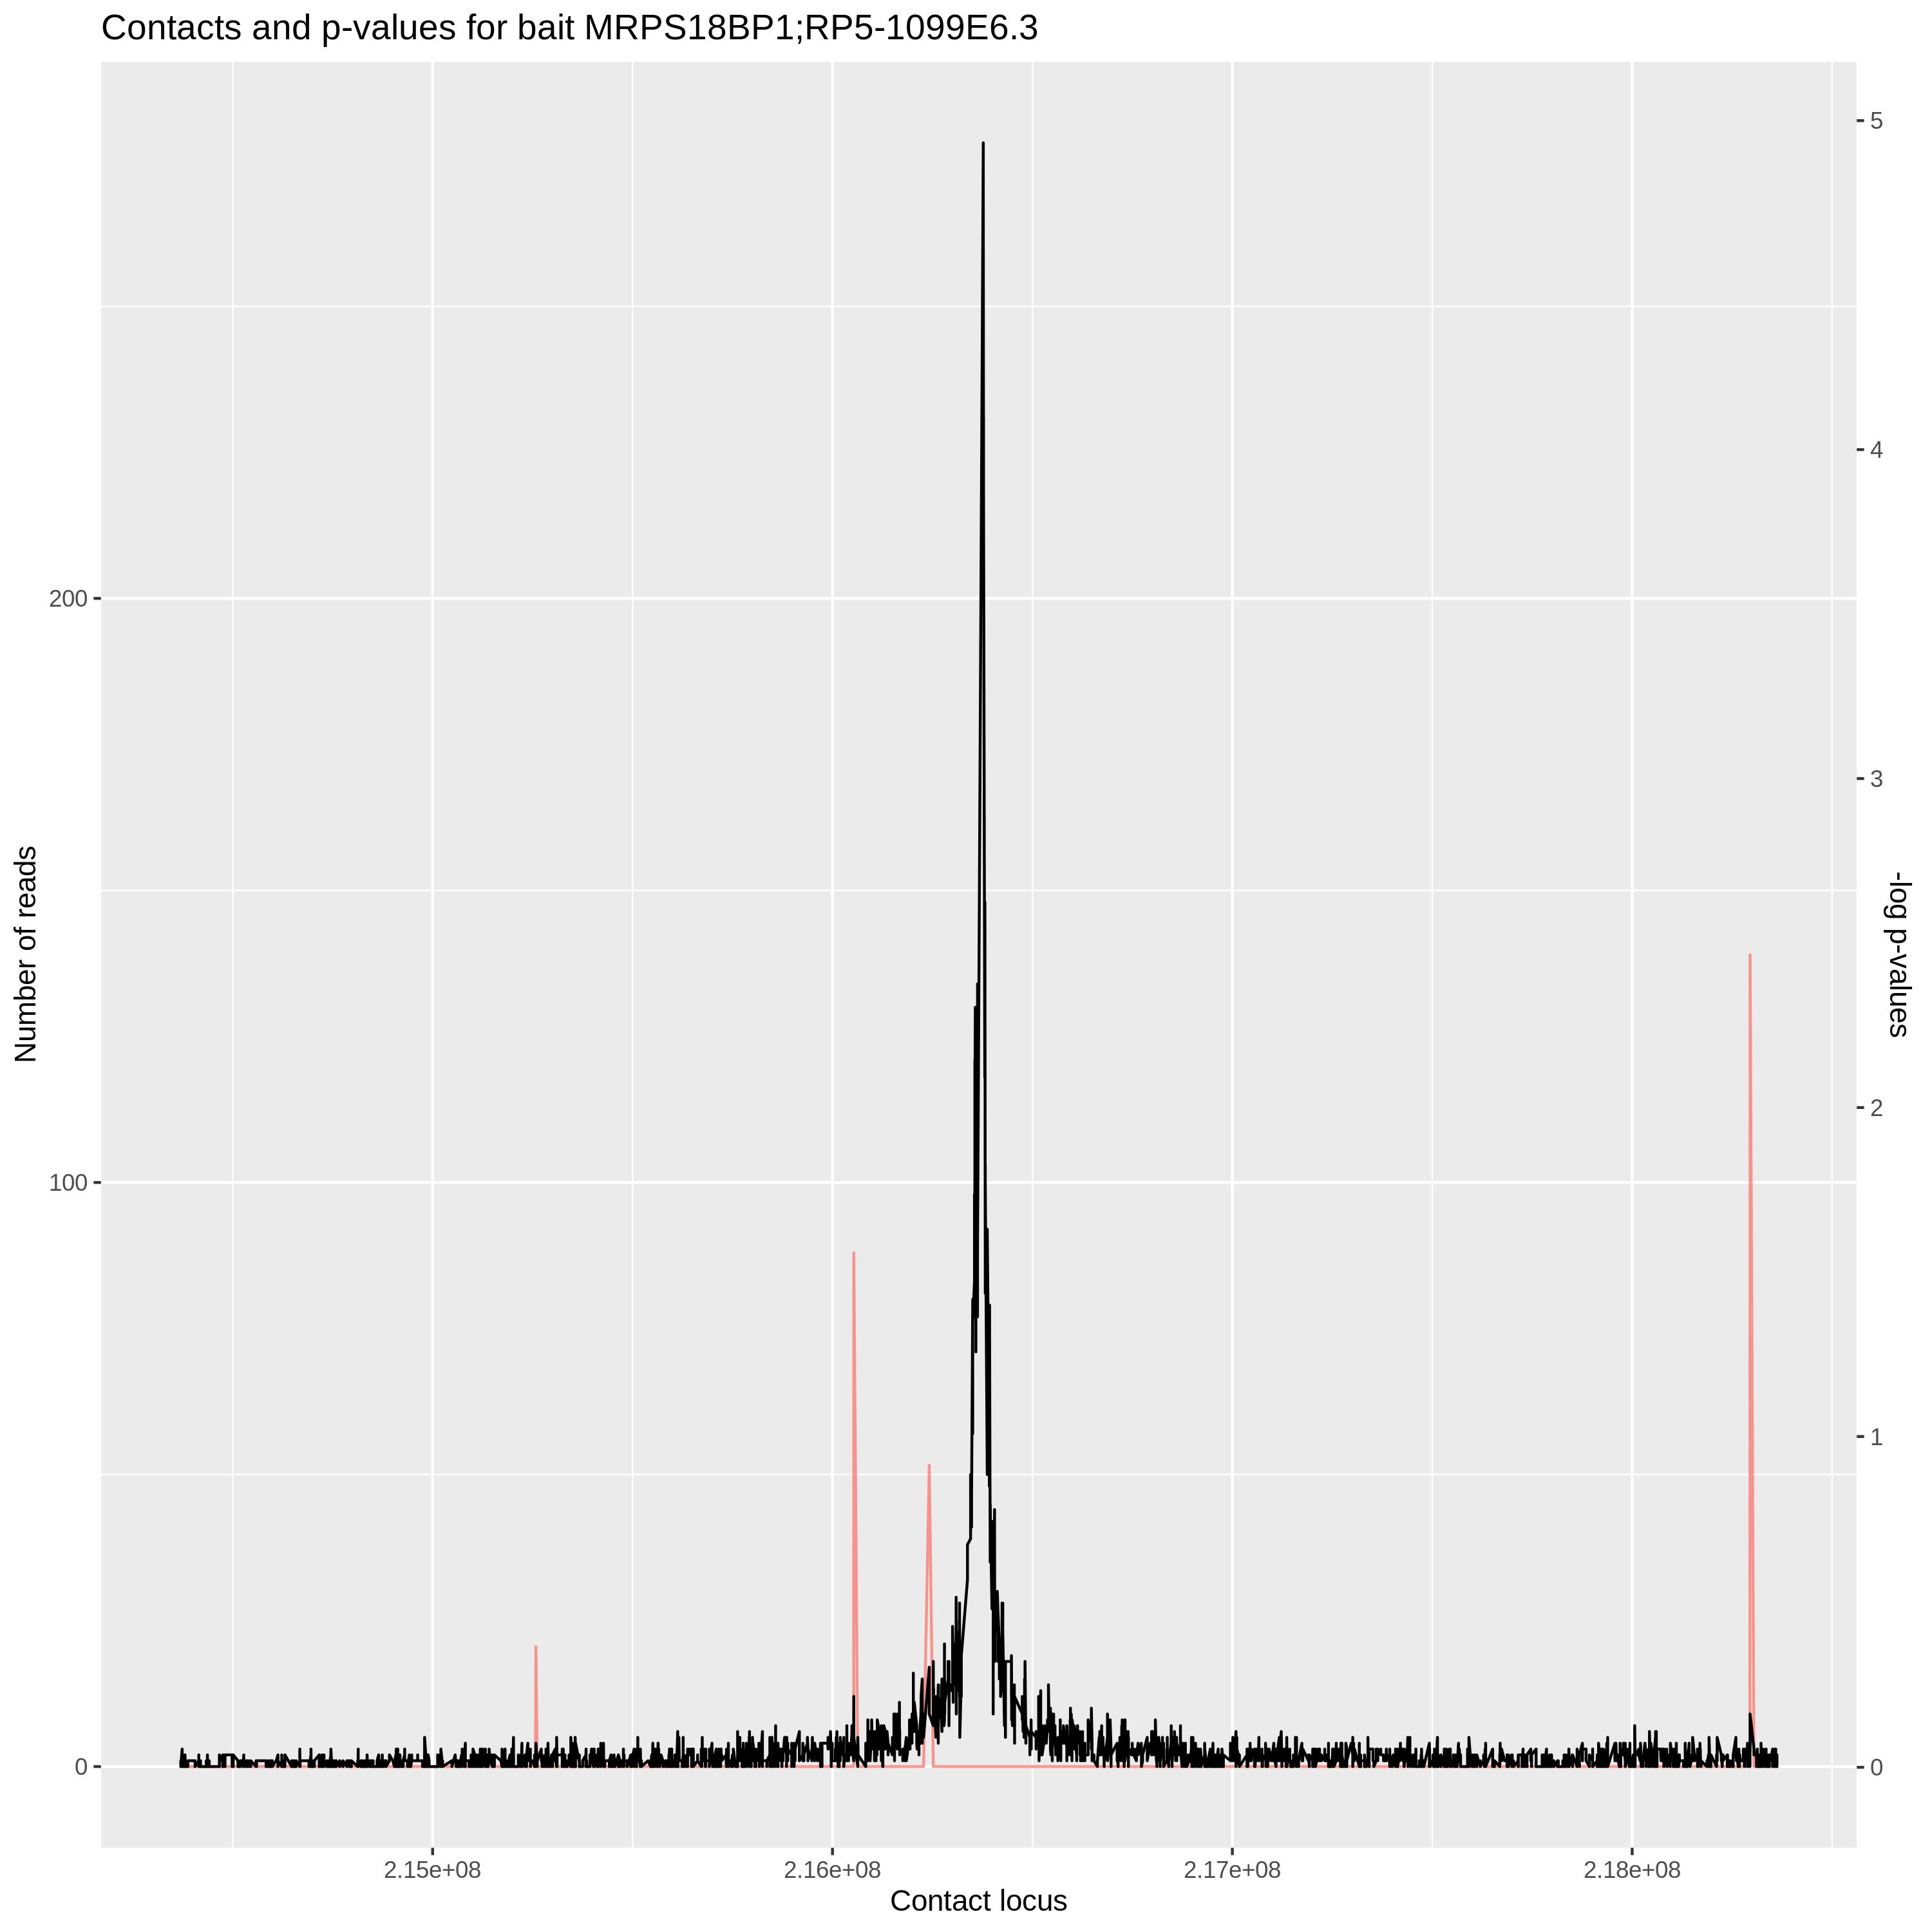 Contacts and p-values for bait MRPS18BP1;RP5-1099E6.3
Number of reads
200
100
0
5
4
3
2
1
0
-log p-values
2.15e+08
2.16e+08
2.17e+08
2.18e+08
Contact locus